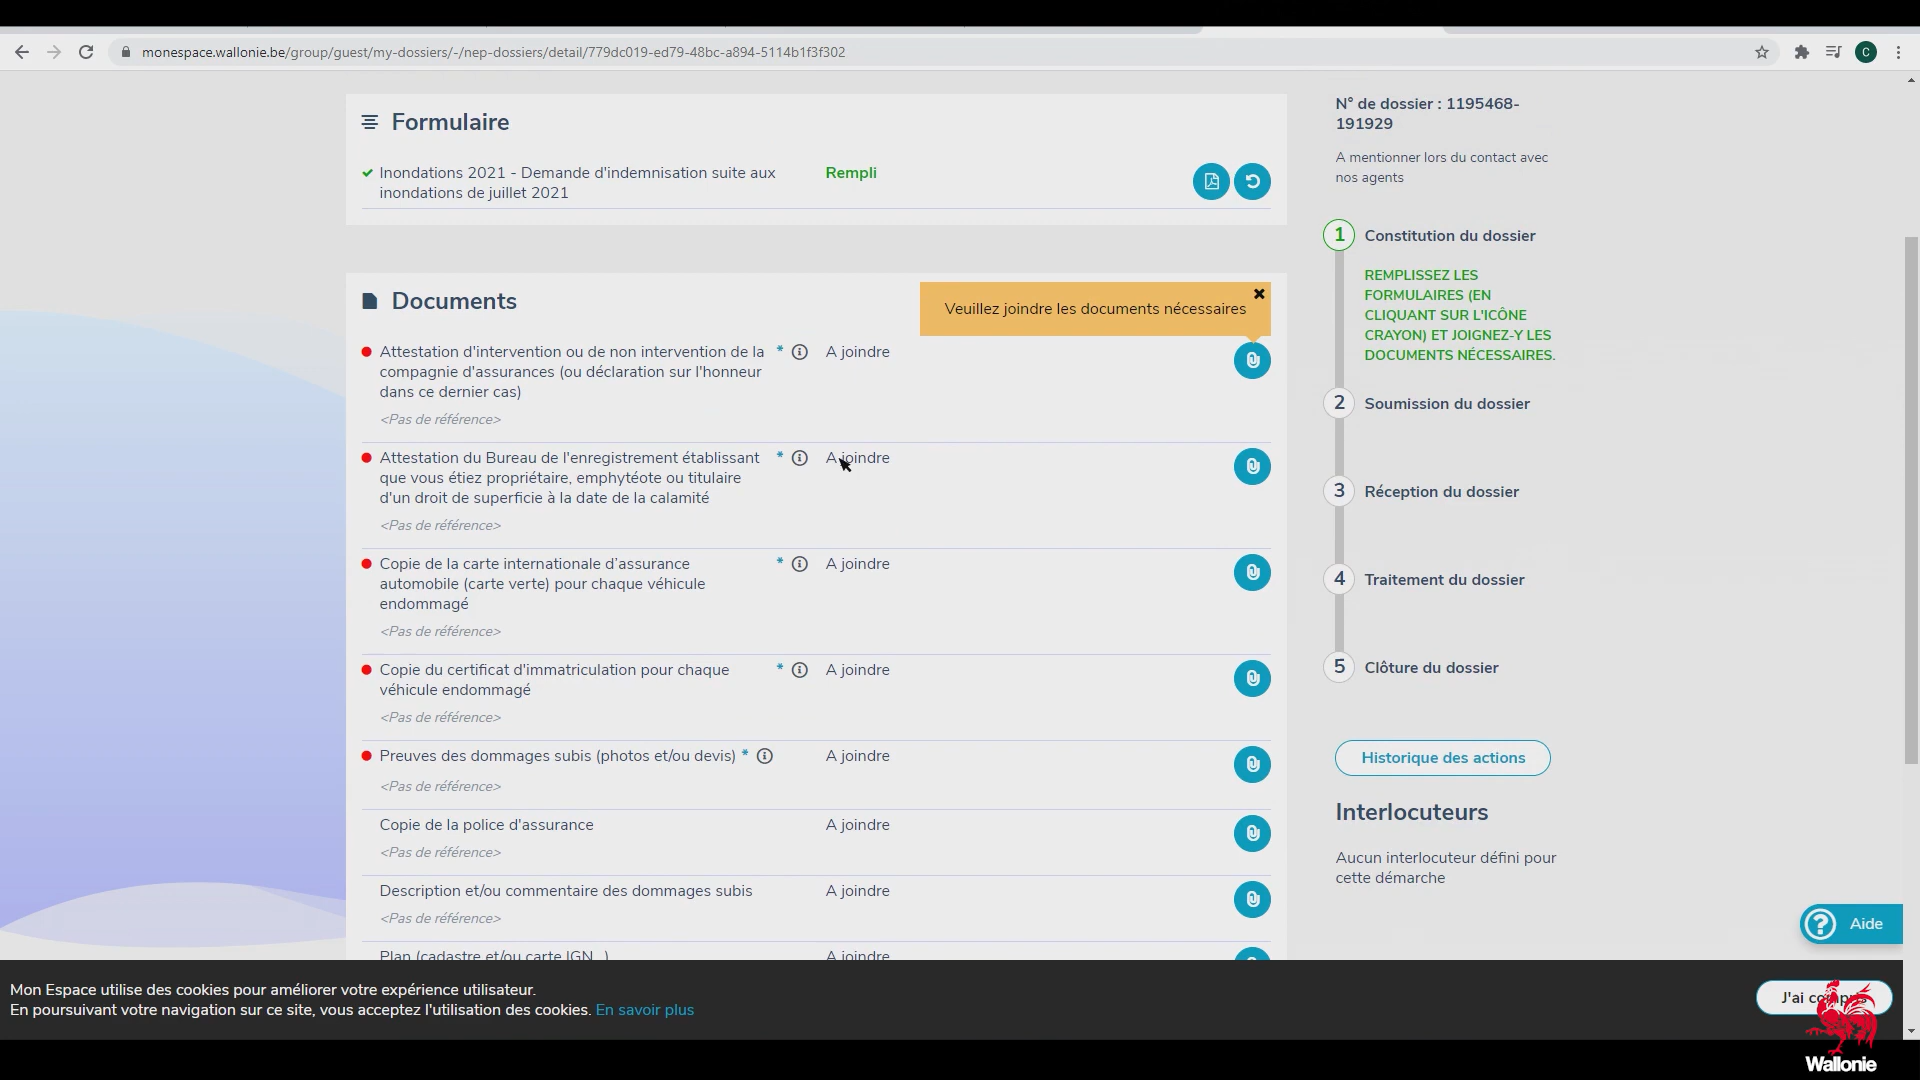 monespace.wallonie.be/group/guest/my-dossiers/-/nep-dossiers/detail/779dc019-ed79-48bc-a894-5114b1f3f302
C
Formulaire
Inondations 2021 - Demande d'indemnisation suite aux
inondations de juillet 2021
Rempli
Documents
Veuillez joindre les documents nécessaires
Attestation d'intervention ou de non intervention de la
compagnie d'assurances (ou déclaration sur l'honneur
dans ce dernier cas)
*
A joindre
<Pas de référence>
Attestation du Bureau de l'enregistrement établissant
que vous étiez propriétaire, emphytéote ou titulaire
d'un droit de superficie à la date de la calamité
*
A joindre
<Pas de référence>
Copie de la carte internationale d’assurance
automobile (carte verte) pour chaque véhicule
endommagé
*
A joindre
<Pas de référence>
Copie du certificat d'immatriculation pour chaque
véhicule endommagé
*
A joindre
<Pas de référence>
Preuves des dommages subis (photos et/ou devis) *
A joindre
<Pas de référence>
Copie de la police d'assurance
A joindre
<Pas de référence>
Description et/ou commentaire des dommages subis
A joindre
<Pas de référence>
Plan (cadastre et/ou carte IGN...)
A joindre
N° de dossier : 1195468-
191929
A mentionner lors du contact avec
nos agents
1 Constitution du dossier
REMPLISSEZ LES
FORMULAIRES (EN
CLIQUANT SUR L'ICÔNE
CRAYON) ET JOIGNEZ-Y LES
DOCUMENTS NÉCESSAIRES.
2 Soumission du dossier
3 Réception du dossier
4 Traitement du dossier
5 Clôture du dossier
Historique des actions
Interlocuteurs
Aucun interlocuteur défini pour
cette démarche
? Aide
Mon Espace utilise des cookies pour améliorer votre expérience utilisateur.
En poursuivant votre navigation sur ce site, vous acceptez l'utilisation des cookies. En savoir plus
J'ai compris
Wallonie